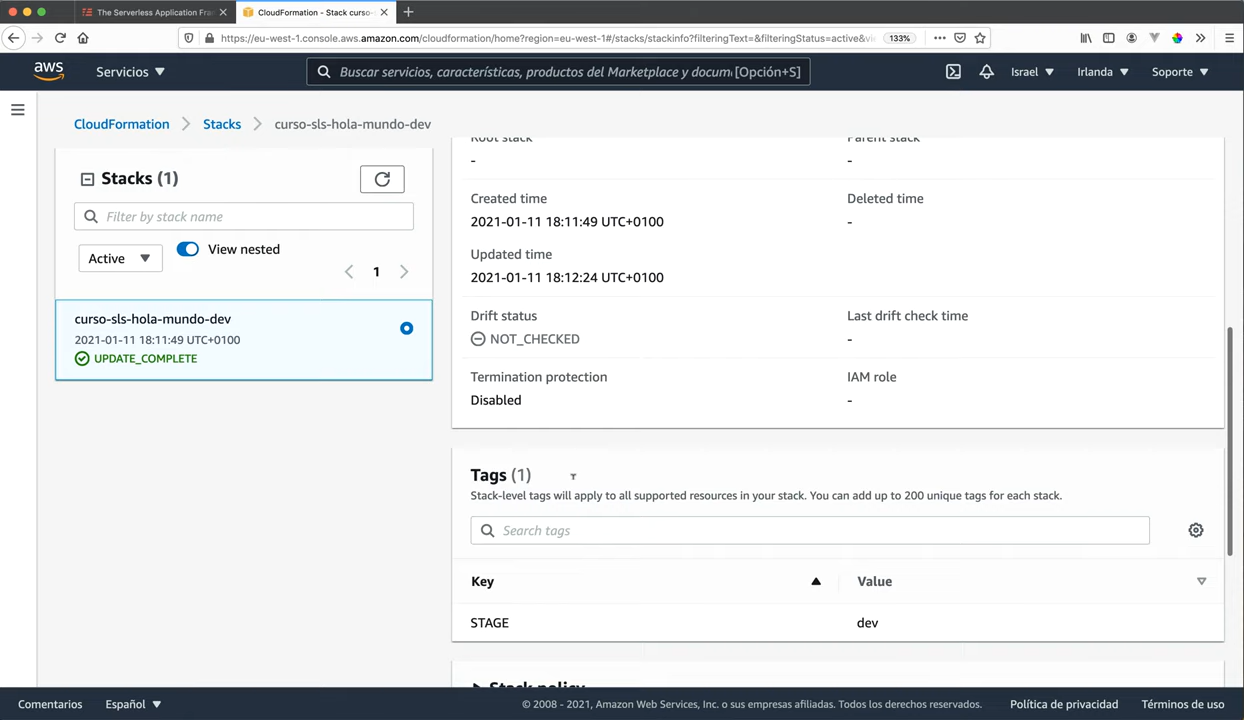 The Serverless Application Fra
CloudFormation - Stack curso-
https://eu-west-1.console.aws.amazon.com/cloudformation/home?region=eu-west-1#/stacks/stackinfo?filteringText=&filteringStatus=active&vi
133%
aws
Servicios
Buscar servicios, características, productos del Marketplace y docum
[Opción+S]
Israel
Irlanda
Soporte
CloudFormation
Stacks
curso-sls-hola-mundo-dev
Stacks (1)
Filter by stack name
Active
View nested
1
curso-sls-hola-mundo-dev
2021-01-11 18:11:49 UTC+0100
UPDATE_COMPLETE
Root stack
-
Parent stack
-
Created time
2021-01-11 18:11:49 UTC+0100
Deleted time
-
Updated time
2021-01-11 18:12:24 UTC+0100
Drift status
NOT_CHECKED
Last drift check time
-
Termination protection
Disabled
IAM role
-
Tags (1)
Stack-level tags will apply to all supported resources in your stack. You can add up to 200 unique tags for each stack.
Search tags
Key
Value
STAGE
dev
Stack policy
Comentarios
Español
© 2008 - 2021, Amazon Web Services, Inc. o sus empresas afiliadas. Todos los derechos reservados.
Política de privacidad
Términos de uso